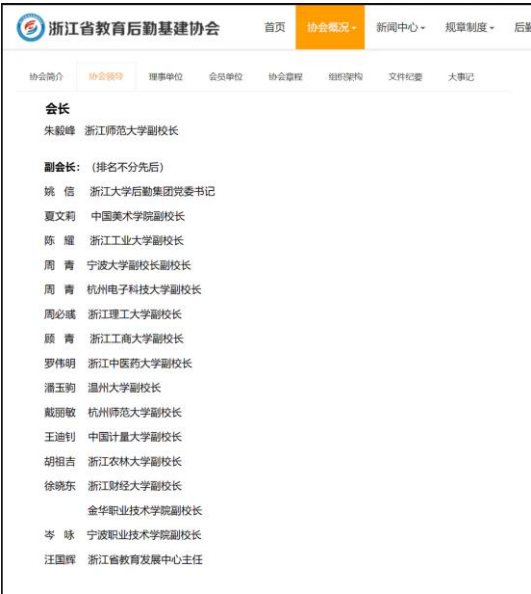 浙江省教育后勤基建协会 首页 协会概况 新闻中心 规章制度 后勤
协会简介 协会领导 理事单位 会员单位 协会章程 组织架构 文件纪要 大事记
会长
朱毅峰 浙江师范大学副校长
副会长：（排名不分先后）
姚 信 浙江大学后勤集团党委书记
夏文莉 中国美术学院副校长
陈 耀 浙江工业大学副校长
周 青 宁波大学副校长副校长
周 青 杭州电子科技大学副校长
周必彧 浙江理工大学副校长
顾 青 浙江工商大学副校长
罗伟明 浙江中医药大学副校长
潘玉驹 温州大学副校长
戴丽敏 杭州师范大学副校长
王迪钊 中国计量大学副校长
胡祖吉 浙江农林大学副校长
徐晓东 浙江财经大学副校长
金华职业技术学院副校长
岑 咏 宁波职业技术学院副校长
汪国辉 浙江省教育发展中心主任